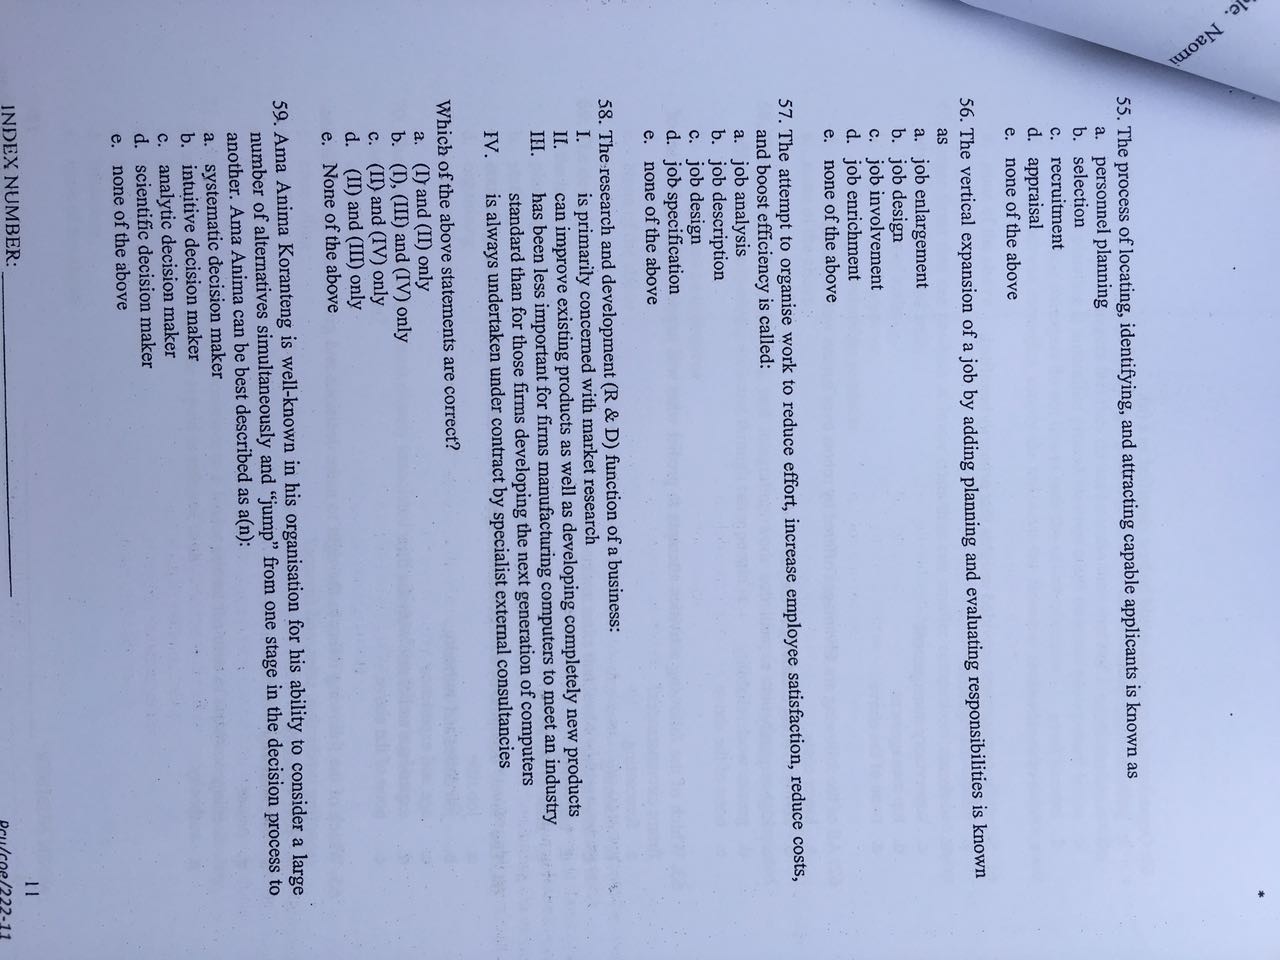 le. Naomi
*
55. The process of locating, identifying, and attracting capable applicants is known as
a. personnel planning
b. selection
c. recruitment
d. appraisal
e. none of the above
56. The vertical expansion of a job by adding planning and evaluating responsibilities is known
as
a. job enlargement
b. job design
c. job involvement
d. job enrichment
e. none of the above
57. The attempt to organise work to reduce effort, increase employee satisfaction, reduce costs,
and boost efficiency is called:
a. job analysis
b. job description
c. job design
d. job specification
e. none of the above
58. The research and development (R & D) function of a business:
I. is primarily concerned with market research
II. can improve existing products as well as developing completely new products
III. has been less important for firms manufacturing computers to meet an industry
standard than for those firms developing the next generation of computers
IV. is always undertaken under contract by specialist external consultancies
Which of the above statements are correct?
a. (I) and (II) only
b. (I), (III) and (IV) only
c. (II) and (IV) only
d. (II) and (III) only
e. None of the above
59. Ama Anima Koranteng is well-known in his organisation for his ability to consider a large
number of alternatives simultaneously and “jump” from one stage in the decision process to
another. Ama Anima can be best described as a(n):
a. systematic decision maker
b. intuitive decision maker
c. analytic decision maker
d. scientific decision maker
e. none of the above
11
INDEX NUMBER: